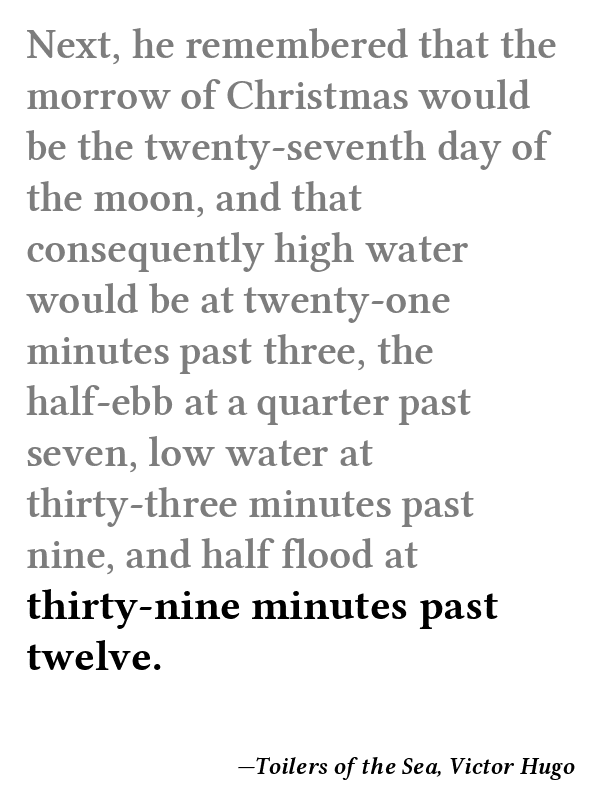 Next, he remembered that the
morrow of Christmas would
be the twenty-seventh day of
the moon, and that
consequently high water
would be at twenty-one
minutes past three, the
half-ebb at a quarter past
seven, low water at
thirty-three minutes past
nine, and half flood at
thirty-nine minutes past
twelve.
—Toilers of the Sea, Victor Hugo